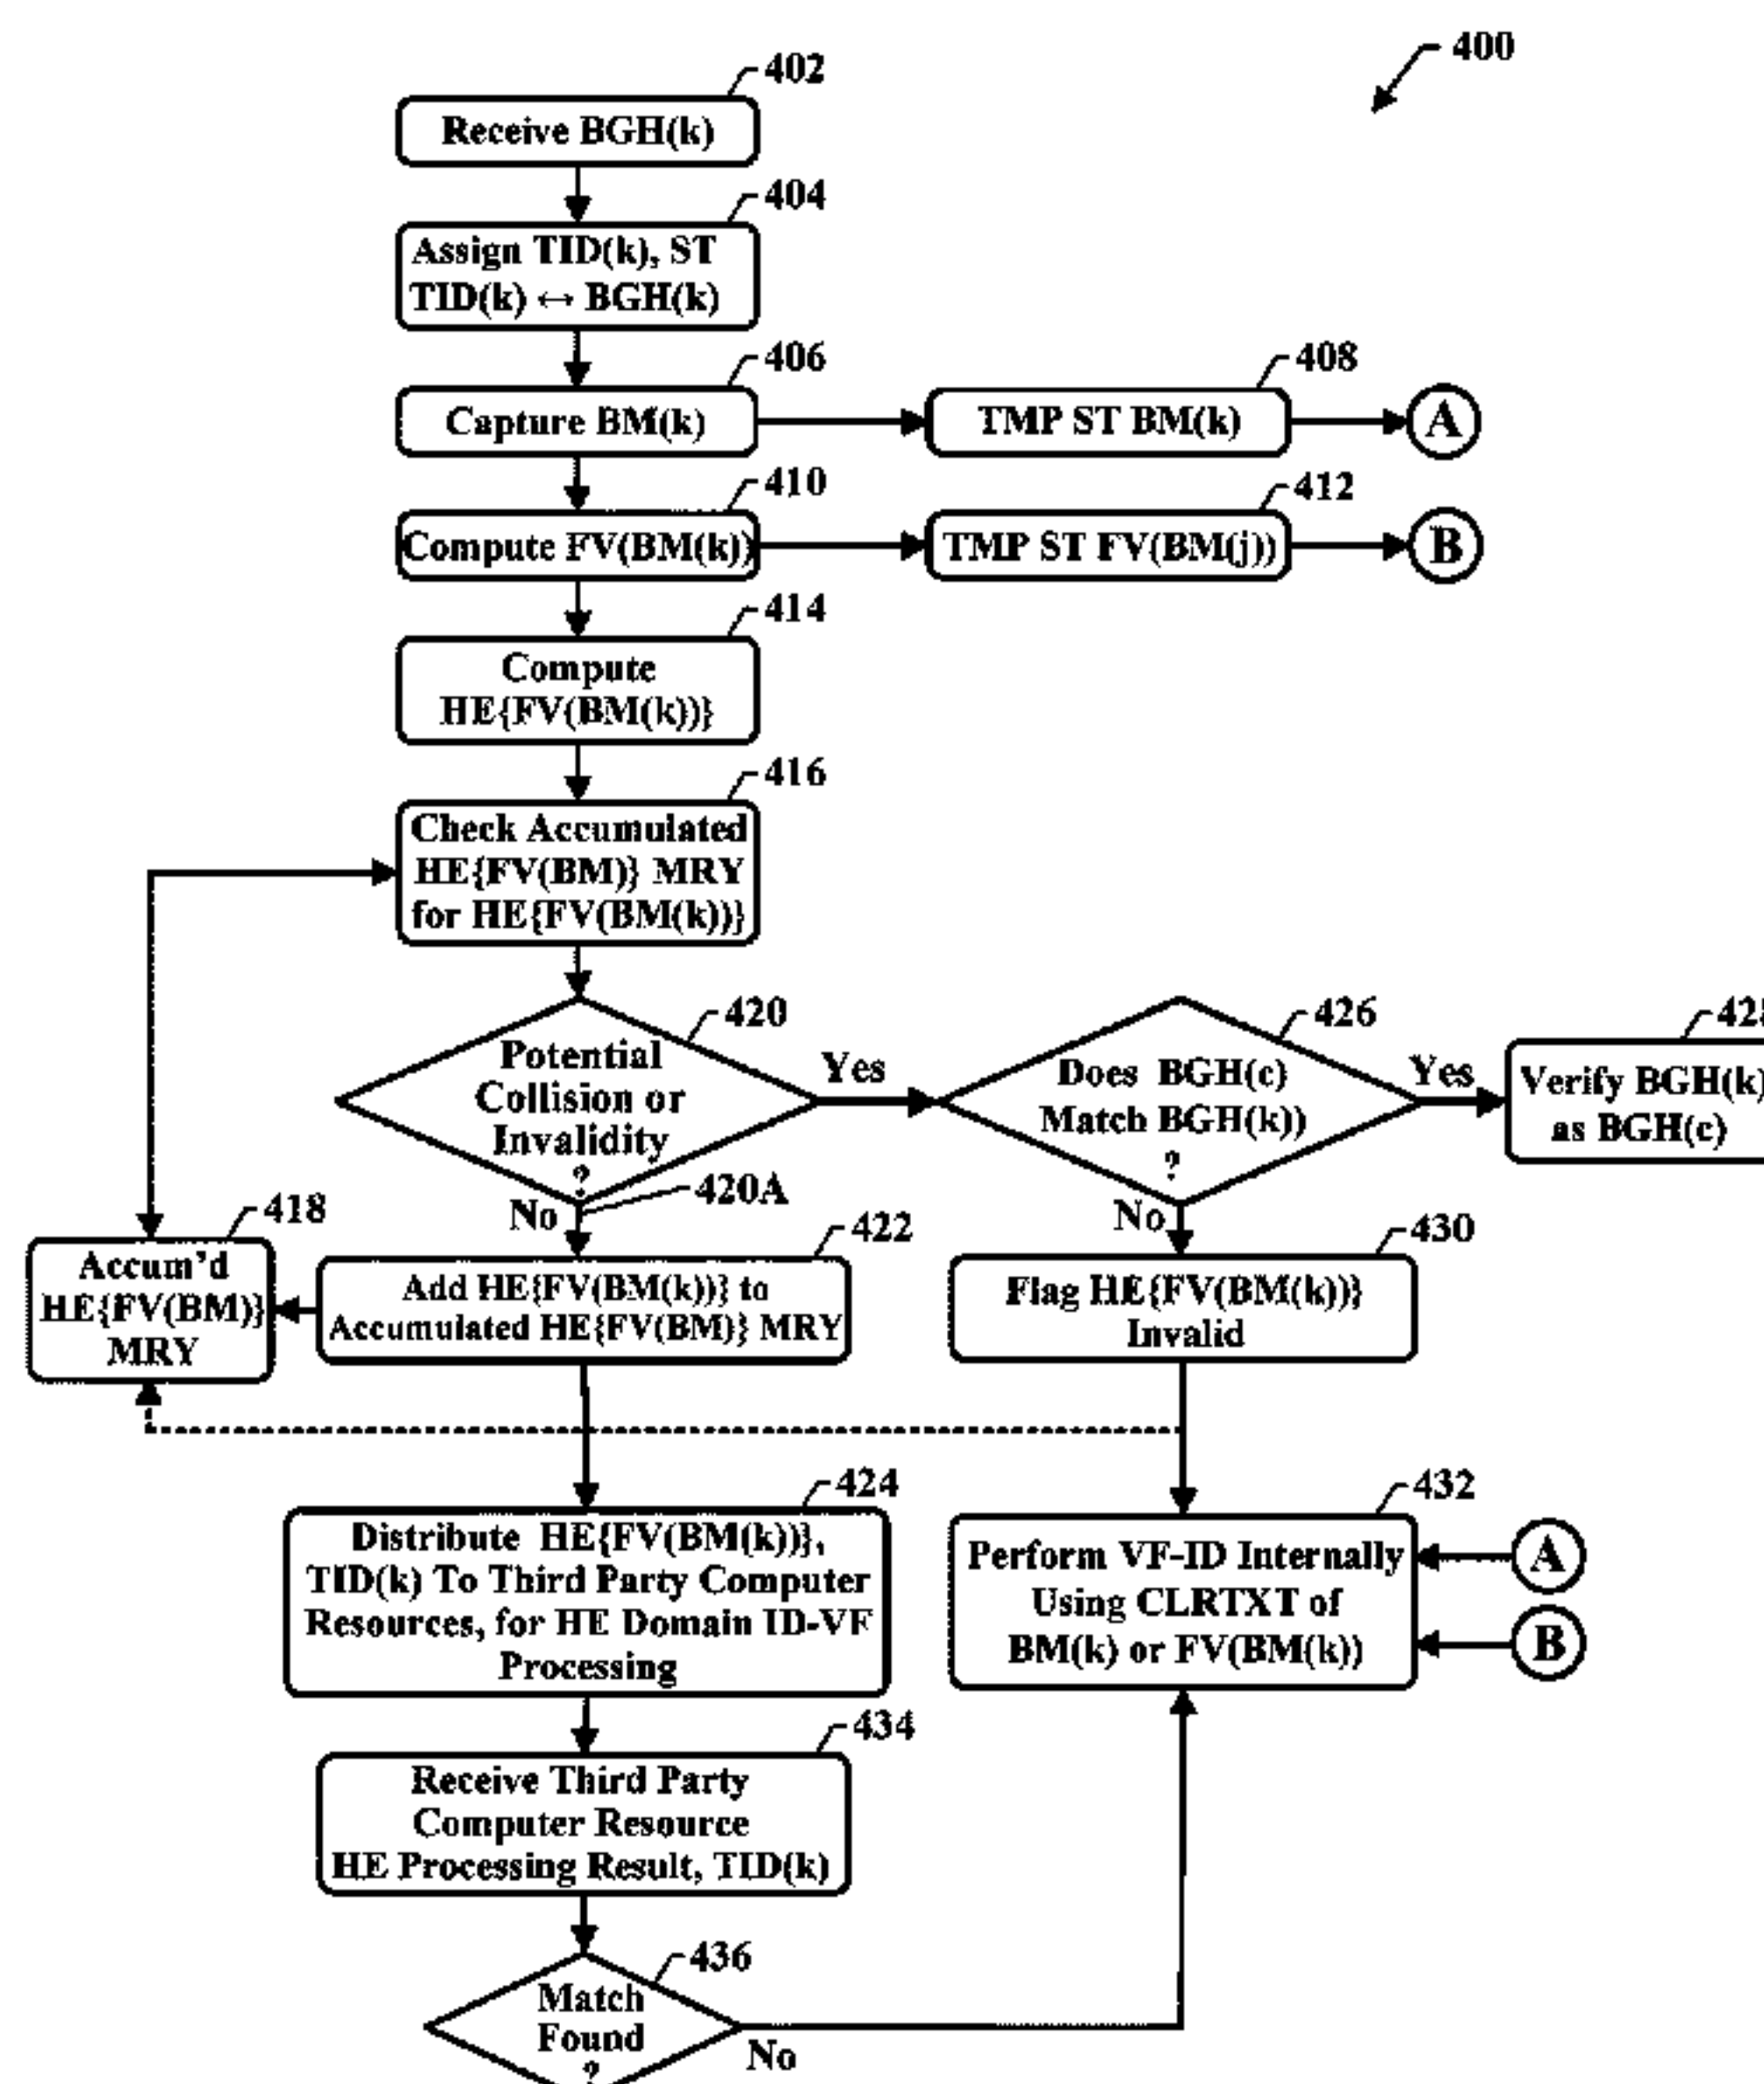 400
402
Receive BGH(k)
404
Assign TID(k), ST
TID(k) ↔ BGH(k)
406
Capture BM(k)
408
TMP ST BM(k)
A
410
Compute FV(BM(k))
412
TMP ST FV(BM(j))
B
414
Compute
HE{FV(BM(k))}
416
Check Accumulated
HE{FV(BM)} MRY
for HE{FV(BM(k))}
420
Potential
Collision or
Invalidity
?
Yes
426
Does BGH(c)
Match BGH(k))
?
Yes
Verify BGH(k)
as BGH(c)
420A
No
No
418
Accum'd
HE{FV(BM)}
MRY
422
Add HE{FV(BM(k))} to
Accumulated HE{FV(BM)} MRY
430
Flag HE{FV(BM(k))}
Invalid
424
Distribute HE{FV(BM(k))},
TID(k) To Third Party Computer
Resources, for HE Domain ID-VF
Processing
432
Perform VF-ID Internally
Using CLRTXT of
BM(k) or FV(BM(k))
A
B
434
Receive Third Party
Computer Resource
HE Processing Result, TID(k)
436
Match
Found
?
No